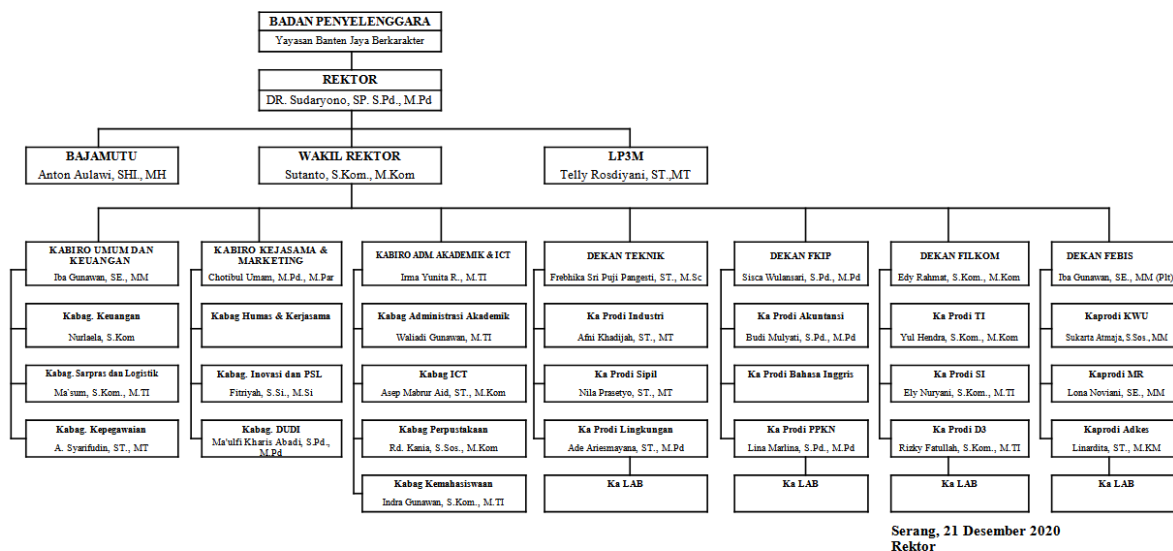 BADAN PENYELENGGARA
Yayasan Banten Jaya Berkarakter
REKTOR
DR. Sudaryono, SP. S.Pd., M.Pd
BAJAMUTU
Anton Aulawi, SHI., MH
WAKIL REKTOR
Sutanto, S.Kom., M.Kom
LP3M
Telly Rosdiyani, ST.,MT
KABIRO UMUM DAN
KEUANGAN
Iba Gunawan, SE., MM
KABIRO KEJASAMA &
MARKETING
Chotibul Umam, M.Pd., M.Par
KABIRO ADM. AKADEMIK & ICT
Irma Yunita R., M.TI
DEKAN TEKNIK
Frebhika Sri Puji Pangesti, ST., M.Sc
DEKAN FKIP
Sisca Wulansari, S.Pd., M.Pd
DEKAN FILKOM
Edy Rahmat, S.Kom., M.Kom
DEKAN FEBIS
Iba Gunawan, SE., MM (Plt)
Kabag. Keuangan
Nurlaela, S.Kom
Kabag Humas & Kerjasama
Kabag Administrasi Akademik
Waliadi Gunawan, M.TI
Ka Prodi Industri
Afni Khadijah, ST., MT
Ka Prodi Akuntansi
Budi Mulyati, S.Pd., M.Pd
Ka Prodi TI
Yul Hendra, S.Kom., M.Kom
Kaprodi KWU
Sukarta Atmaja, S.Sos., MM
Kabag. Sarpras dan Logistik
Ma'sum, S.Kom., M.TI
Kabag. Inovasi dan PSL
Fitriyah, S.Si., M.Si
Kabag ICT
Asep Mabrur Aid, ST., M.Kom
Ka Prodi Sipil
Nila Prasetyo, ST., MT
Ka Prodi Bahasa Inggris
Ka Prodi SI
Ely Nuryani, S.Kom., M.TI
Kaprodi MR
Lona Noviani, SE., MM
Kabag. Kepegawaian
A. Syarifudin, ST., MT
Kabag. DUDI
Ma'ulfi Kharis Abadi, S.Pd.,
M.Pd
Kabag Perpustakaan
Rd. Kania, S.Sos., M.Kom
Ka Prodi Lingkungan
Ade Ariesmayana, ST., M.Pd
Ka Prodi PPKN
Lina Marlina, S.Pd., M.Pd
Ka Prodi D3
Rizky Fatullah, S.Kom., M.TI
Kaprodi Adkes
Linardita, ST., M.KM
Kabag Kemahasiswaan
Indra Gunawan, S.Kom., M.TI
Ka LAB
Ka LAB
Ka LAB
Ka LAB
Serang, 21 Desember 2020
Rektor